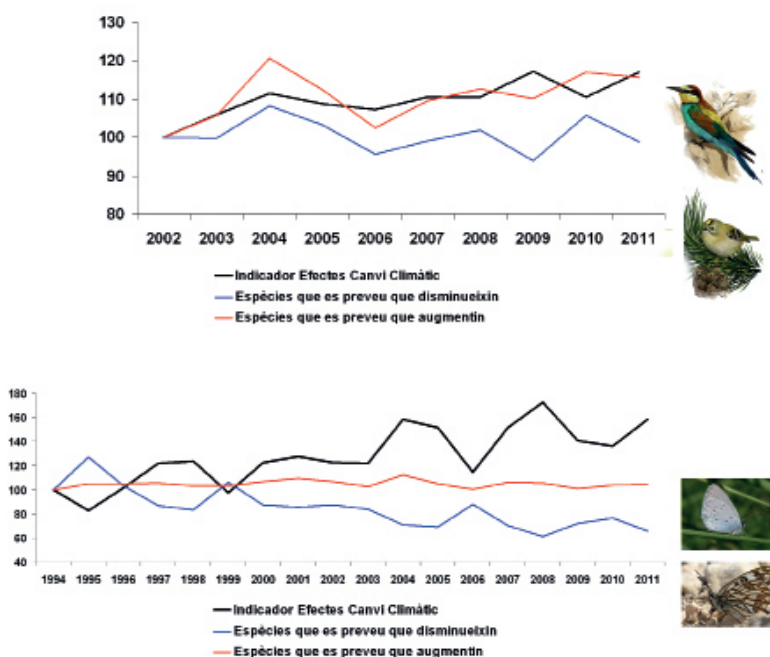 130
120
110
100
90
80
2002 2003 2004 2005 2006 2007 2008 2009 2010 2011
Indicador Efectes Canvi Climàtic
Espècies que es preveu que disminueixin
Espècies que es preveu que augmentin
180
160
140
120
100
80
60
40
1994 1995 1996 1997 1998 1999 2000 2001 2002 2003 2004 2005 2006 2007 2008 2009 2010 2011
Indicador Efectes Canvi Climàtic
Espècies que es preveu que disminueixin
Espècies que es preveu que augmentin